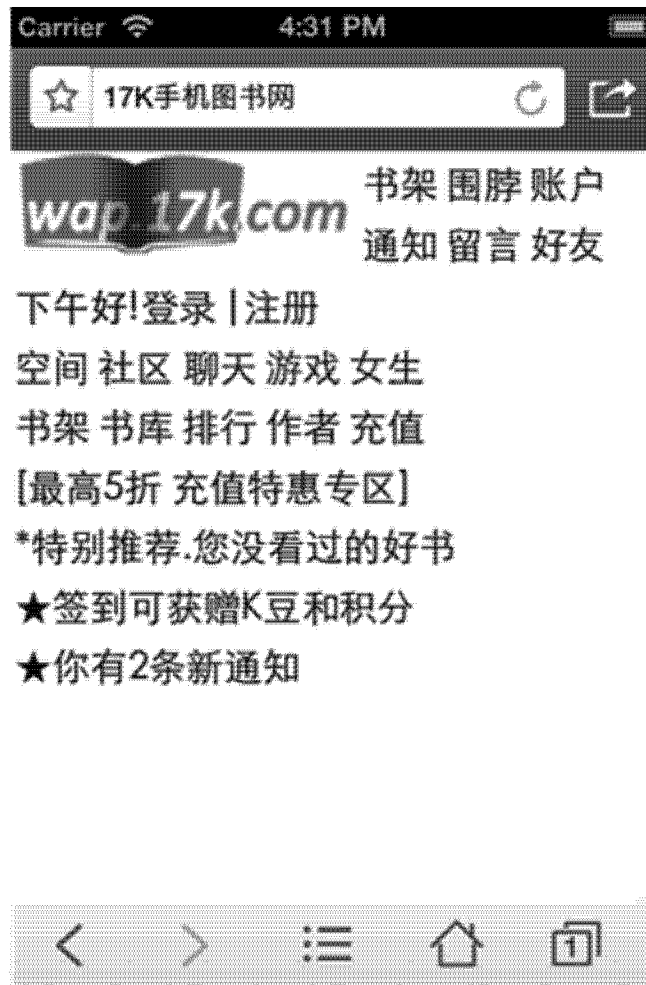 Carrier 4:31 PM
17K手机图书网
wap.17k.com
书架 围脖 账户
通知 留言 好友
下午好!登录 | 注册
空间 社区 聊天 游戏 女生
书架 书库 排行 作者 充值
[最高5折 充值特惠专区]
*特别推荐.您没看过的好书
★签到可获赠K豆和积分
★你有2条新通知
1